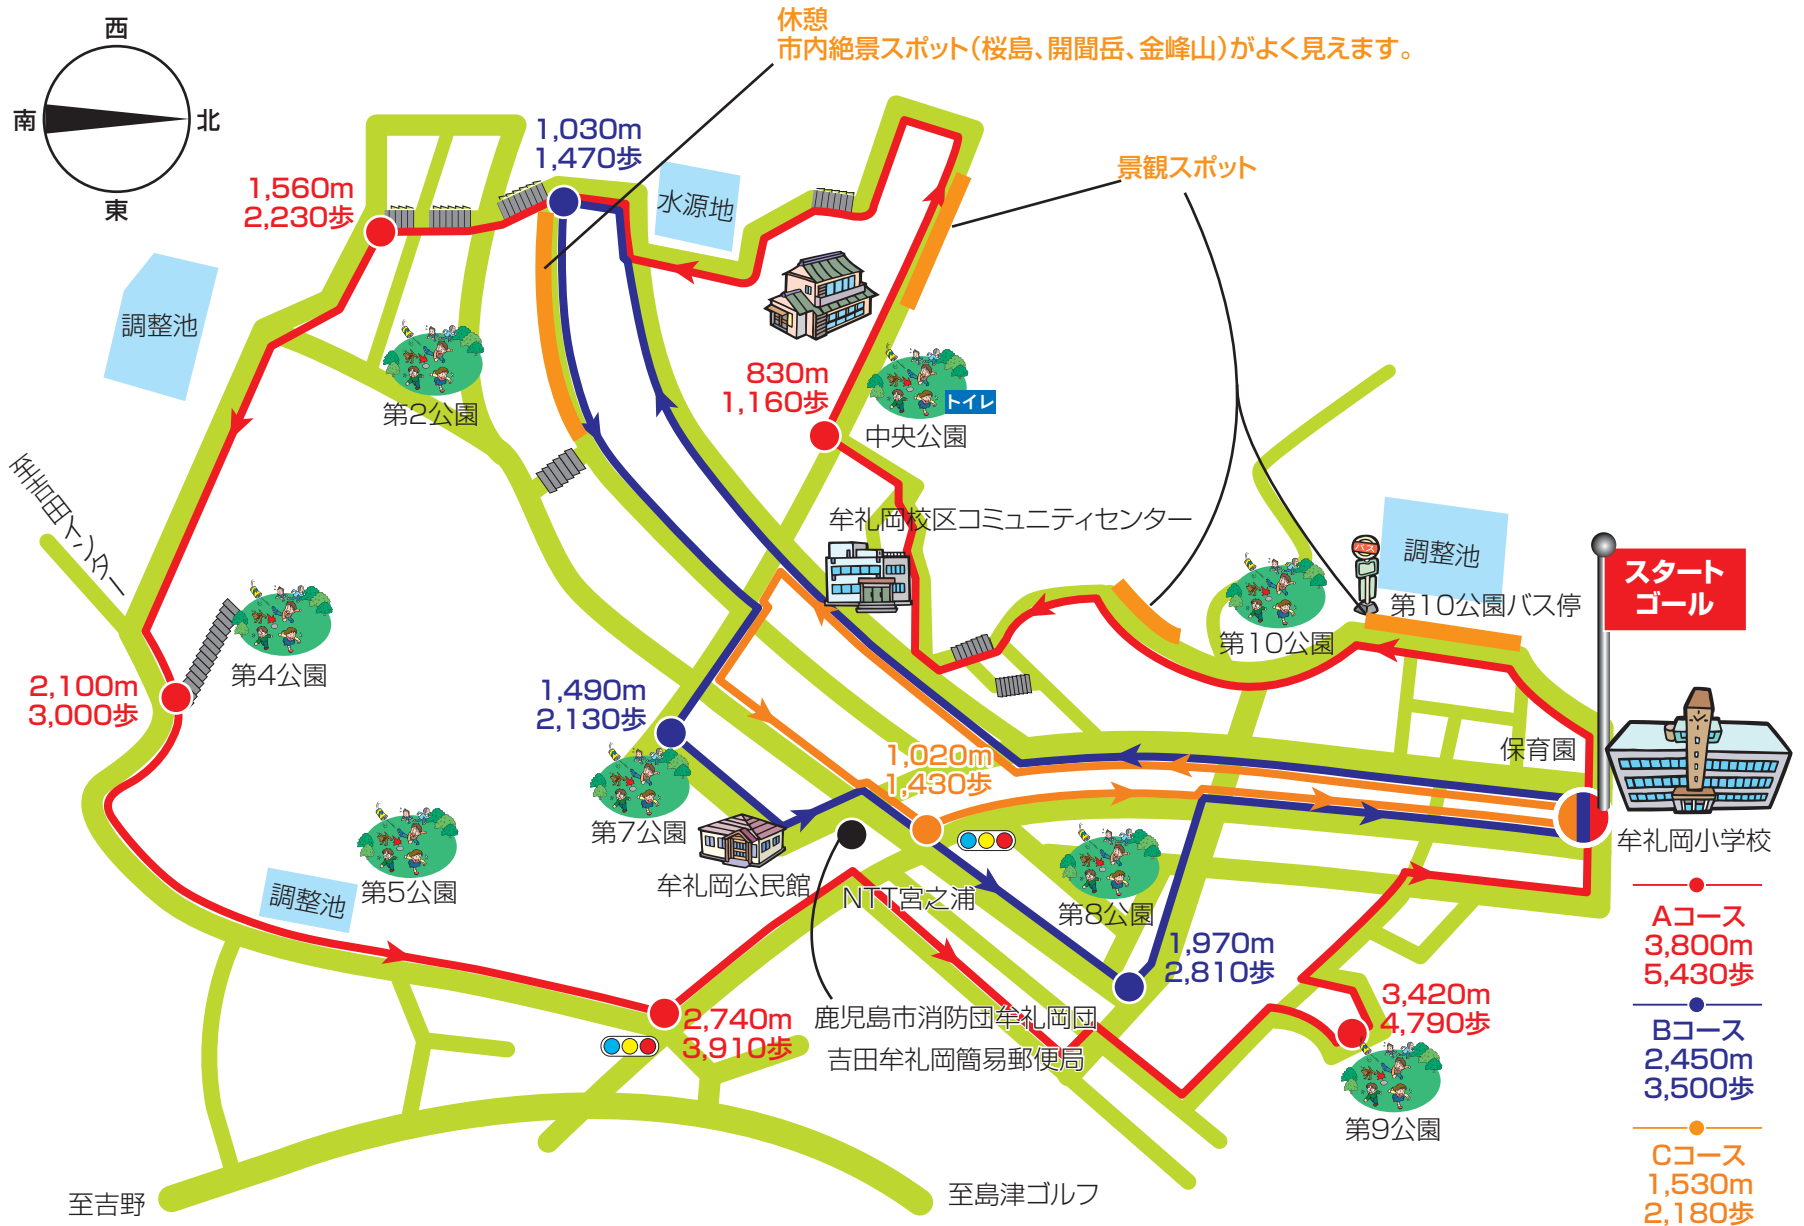 西
南
北
東
休憩
市内絶景スポット(桜島、開聞岳、金峰山)がよく見えます。
1,030m
1,470歩
景観スポット
1,560m
2,230歩
水源地
調整池
第2公園
830m
1,160歩
トイレ
中央公園
至吉田インター
牟礼岡校区コミュニティセンター
調整池
第10公園バス停
バス
第10公園
スタート
ゴール
第4公園
2,100m
3,000歩
1,490m
2,130歩
1,020m
1,430歩
保育園
牟礼岡小学校
第7公園
第5公園
調整池
牟礼岡公民館
NTT宮之浦
第8公園
1,970m
2,810歩
2,740m
3,910歩
鹿児島市消防団牟礼岡団
吉田牟礼岡簡易郵便局
3,420m
4,790歩
第9公園
至吉野
至島津ゴルフ
Aコース
3,800m
5,430歩
Bコース
2,450m
3,500歩
Cコース
1,530m
2,180歩